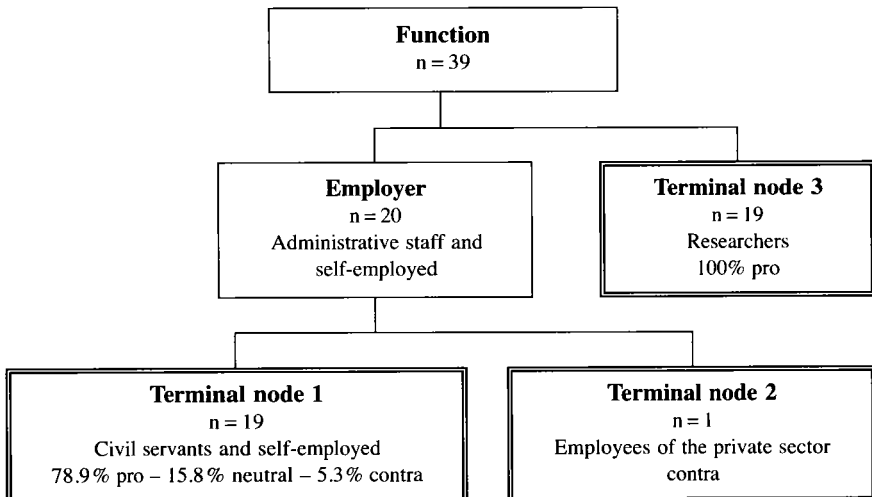 Function
n = 39
Employer
n = 20
Administrative staff and
self-employed
Terminal node 3
n = 19
Researchers
100% pro
Terminal node 1
n = 19
Civil servants and self-employed
78.9% pro – 15.8% neutral – 5.3% contra
Terminal node 2
n = 1
Employees of the private sector
contra